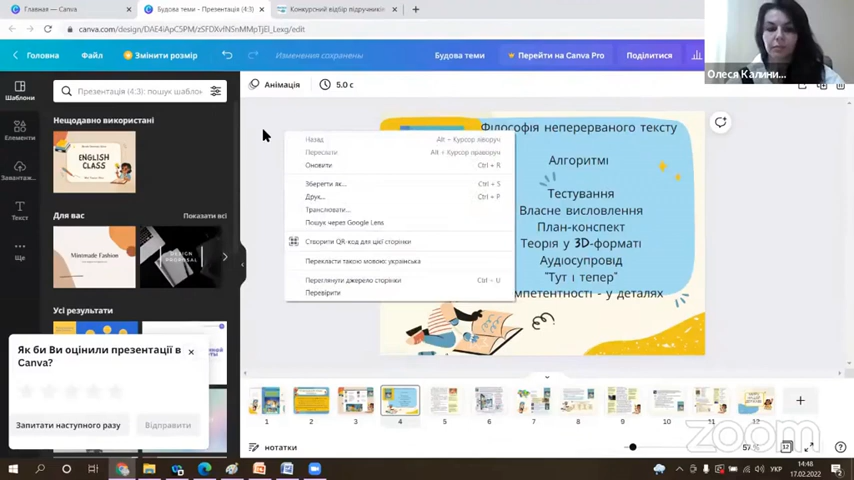 Главная — Canva
Будова теми - Презентація (4:3)
Конкурсний відбір підручників
canva.com/design/DAE4iApC5PM/zSFDXvfNSnMMpTjEl_Lexg/edit
Головна
Файл
Змінити розмір
Изменения сохранены
Будова теми
Перейти на Canva Pro
Поділитися
Олеся Калини...
Шаблони
Елементи
Завантаж...
Текст
Ще
Презентація (4:3): пошук шабло
Анімація
5.0 с
Нещодавно використані
ENGLISH
CLASS
Для вас
Показати всі
Minimade Fashion
DESIGN
PROPOSAL
Усі результати
Назад Alt + Курсор ліворуч
Переслати Alt + Курсор праворуч
Оновити Ctrl + R
Зберегти як... Ctrl + S
Друк... Ctrl + P
Транслювати...
Пошук через Google Lens
Створити QR-код для цієї сторінки
Перекласти такою мовою: українська
Переглянути джерело сторінки Ctrl + U
Перевірити
Філософія неперерваного тексту
Алгоритмі
Тестування
Власне висловлення
План-конспект
Теорія у 3D-форматі
Аудіосупровід
"Тут і тепер"
мпетентності - у деталях
Як би Ви оцінили презентації в
Canva?
Запитати наступного разу
Відправити
1
2
3
4
5
6
7
8
9
10
11
12
нотатки
57%
12
zoom
УКР
14:48
17.02.2022